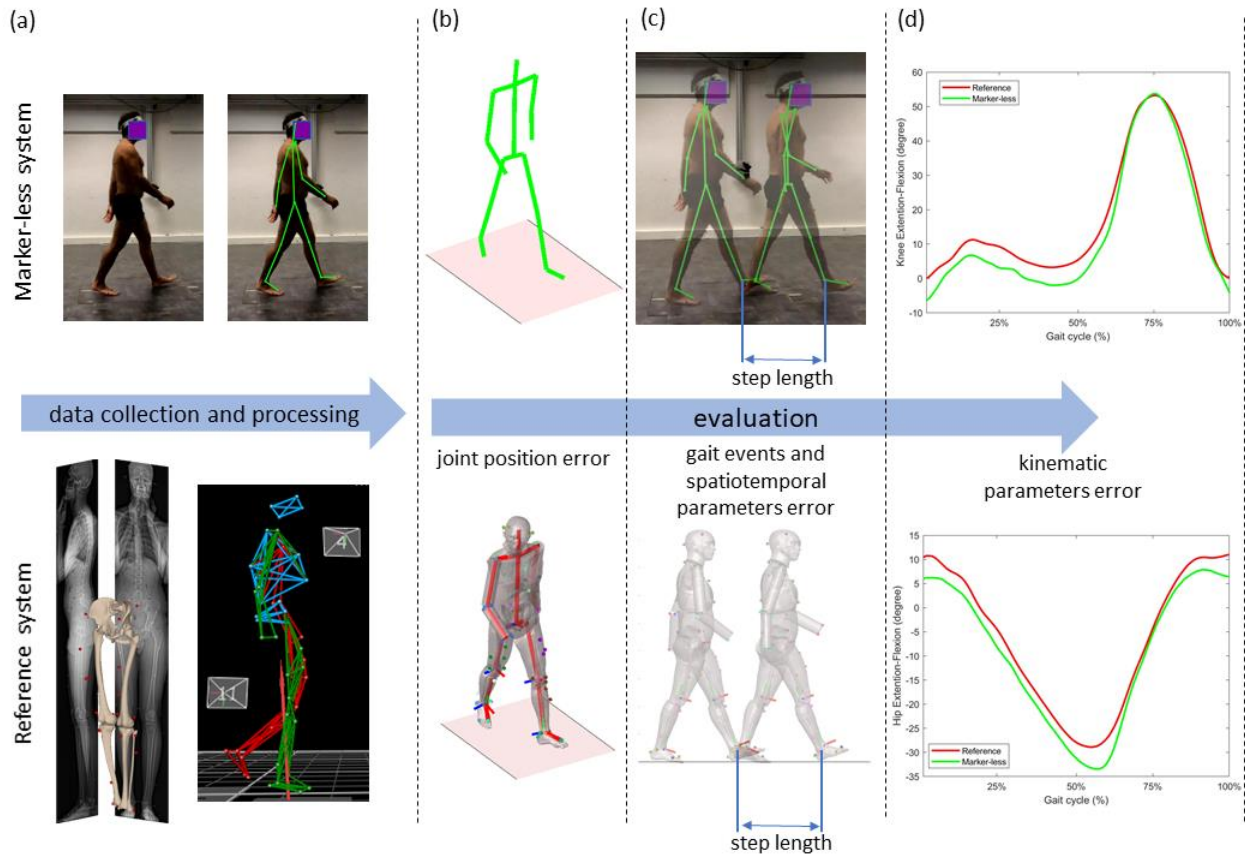 (a)
(b)
(c)
(d)
Marker-less system
step length
60
50
40
30
20
10
0
-10
Knee Extention-Flexion (degree)
Reference
Marker-less
25%
50%
75%
100%
Gait cycle (%)
data collection and processing
evaluation
joint position error
gait events and
spatiotemporal
parameters error
kinematic
parameters error
Reference system
4
11
step length
15
10
5
0
-5
-10
-15
-20
-25
-30
-35
Hip Extention-Flexion (degree)
Reference
Marker-less
25%
50%
75%
100%
Gait cycle (%)